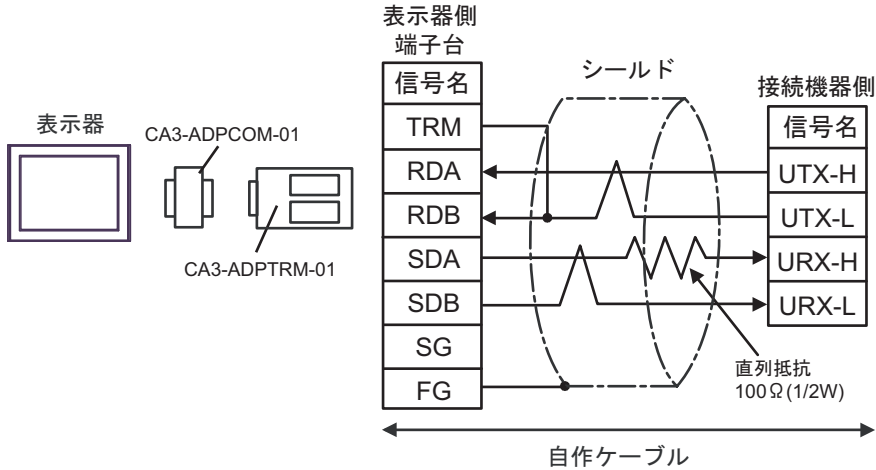 表示器側
端子台
シールド
接続機器側
信号名
信号名
表示器
CA3-ADPCOM-01
CA3-ADPTRM-01
TRM
RDA
RDB
SDA
SDB
SG
FG
UTX-H
UTX-L
URX-H
URX-L
直列抵抗
100Ω(1/2W)
自作ケーブル